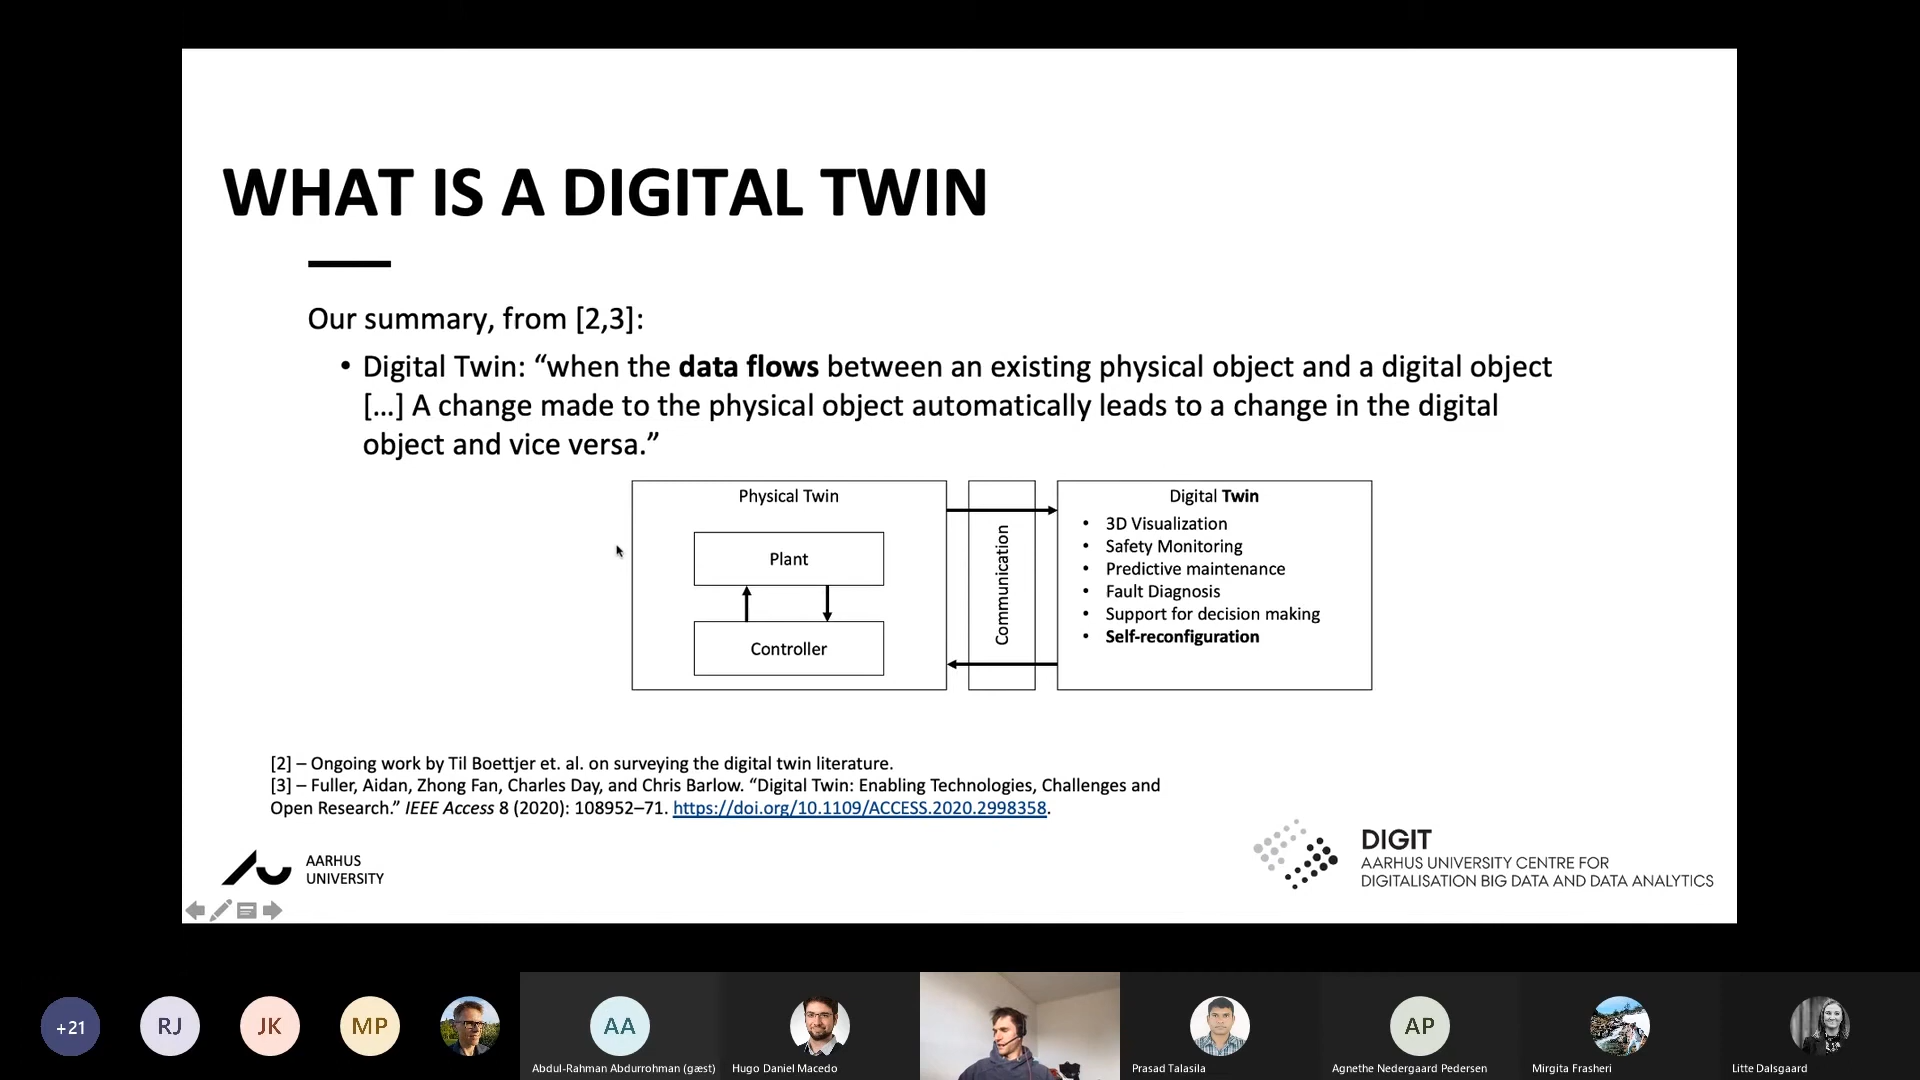 WHAT IS A DIGITAL TWIN
Our summary, from [2,3]:
• Digital Twin: “when the data flows between an existing physical object and a digital object
[...] A change made to the physical object automatically leads to a change in the digital
object and vice versa.”
Physical Twin
Plant
Controller
Communication
Digital Twin
• 3D Visualization
• Safety Monitoring
• Predictive maintenance
• Fault Diagnosis
• Support for decision making
• Self-reconfiguration
[2] – Ongoing work by Til Boettjer et. al. on surveying the digital twin literature.
[3] – Fuller, Aidan, Zhong Fan, Charles Day, and Chris Barlow. “Digital Twin: Enabling Technologies, Challenges and
Open Research.” IEEE Access 8 (2020): 108952–71. https://doi.org/10.1109/ACCESS.2020.2998358.
AARHUS
UNIVERSITY
DIGIT
AARHUS UNIVERSITY CENTRE FOR
DIGITALISATION BIG DATA AND DATA ANALYTICS
+21
RJ
JK
MP
AA
Abdul-Rahman Abdurrohman (gæst)
Hugo Daniel Macedo
Prasad Talasila
AP
Agnethe Nedergaard Pedersen
Mirgita Frasheri
Litte Dalsgaard